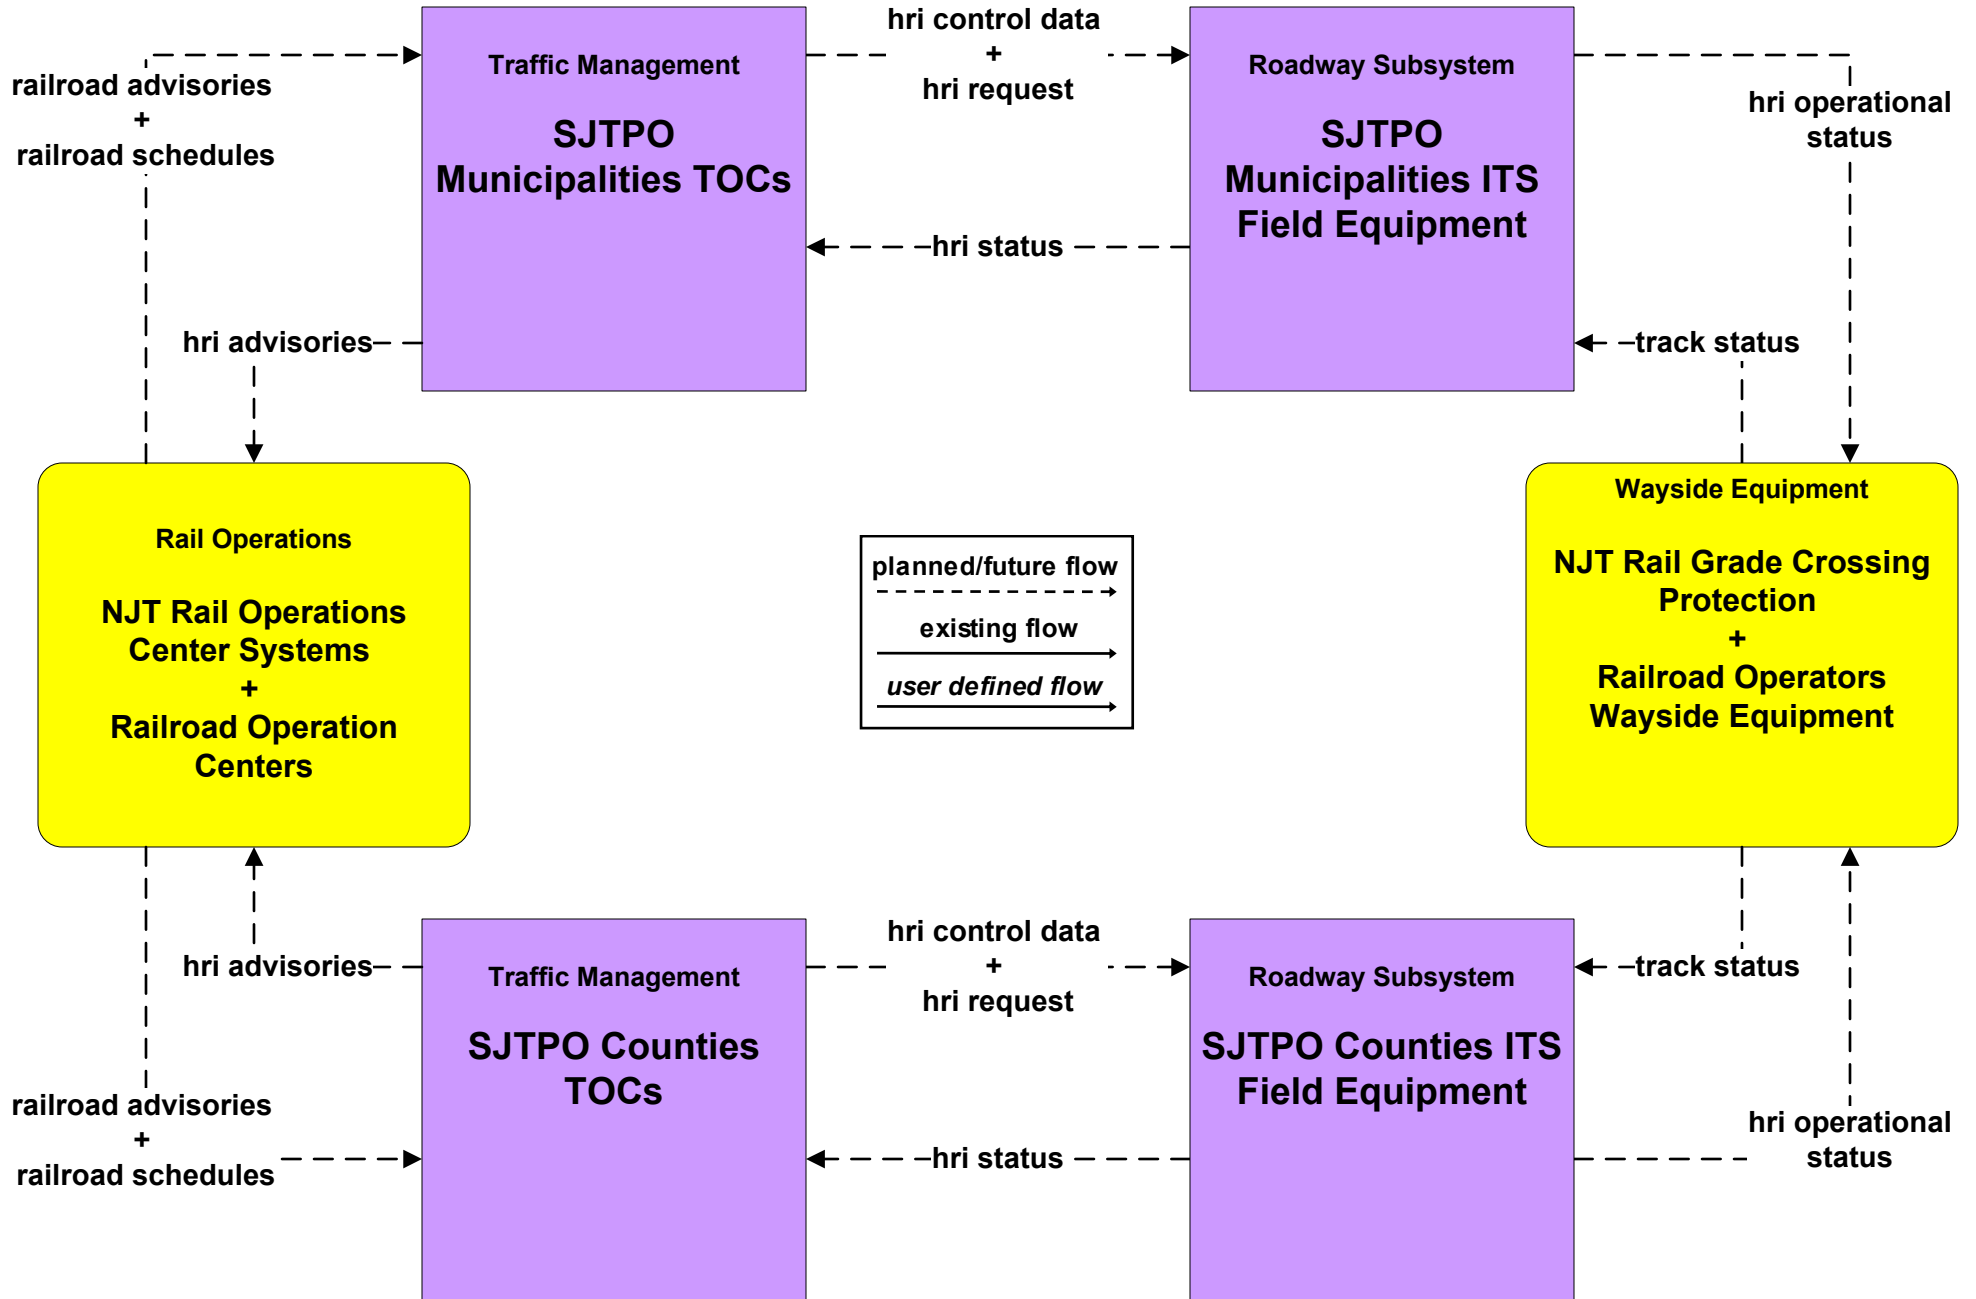 hri control data
+
hri request
railroad advisories
+
railroad schedules
Traffic Management
SJTPO
Municipalities TOCs
Roadway Subsystem
SJTPO
Municipalities ITS
Field Equipment
hri operational
status
hri status
hri advisories
track status
Rail Operations
NJT Rail Operations
Center Systems
+
Railroad Operation
Centers
planned/future flow
existing flow
user defined flow
Wayside Equipment
NJT Rail Grade Crossing
Protection
+
Railroad Operators
Wayside Equipment
hri advisories
Traffic Management
SJTPO Counties
TOCs
hri control data
+
hri request
Roadway Subsystem
SJTPO Counties ITS
Field Equipment
track status
railroad advisories
+
railroad schedules
hri status
hri operational
status